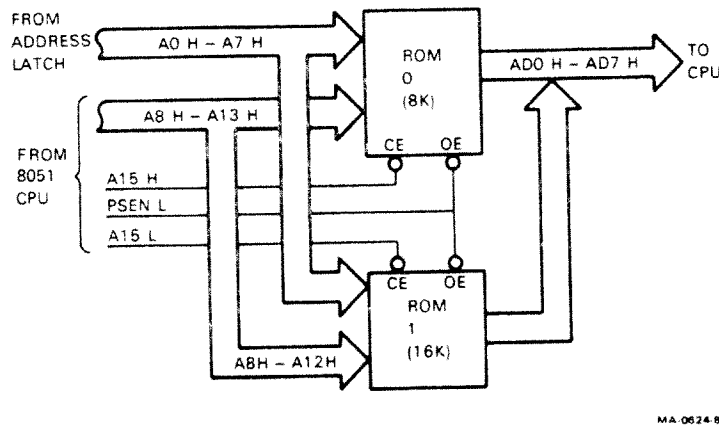 FROM
ADDRESS
LATCH
A0 H – A7 H
ROM
0
(8K)
AD0 H – AD7 H
TO
CPU
A8 H – A13 H
FROM
8051
CPU
CE
OE
A15 H
PSEN L
A15 L
CE
OE
ROM
1
(16K)
A8H – A12H
MA-0624-8